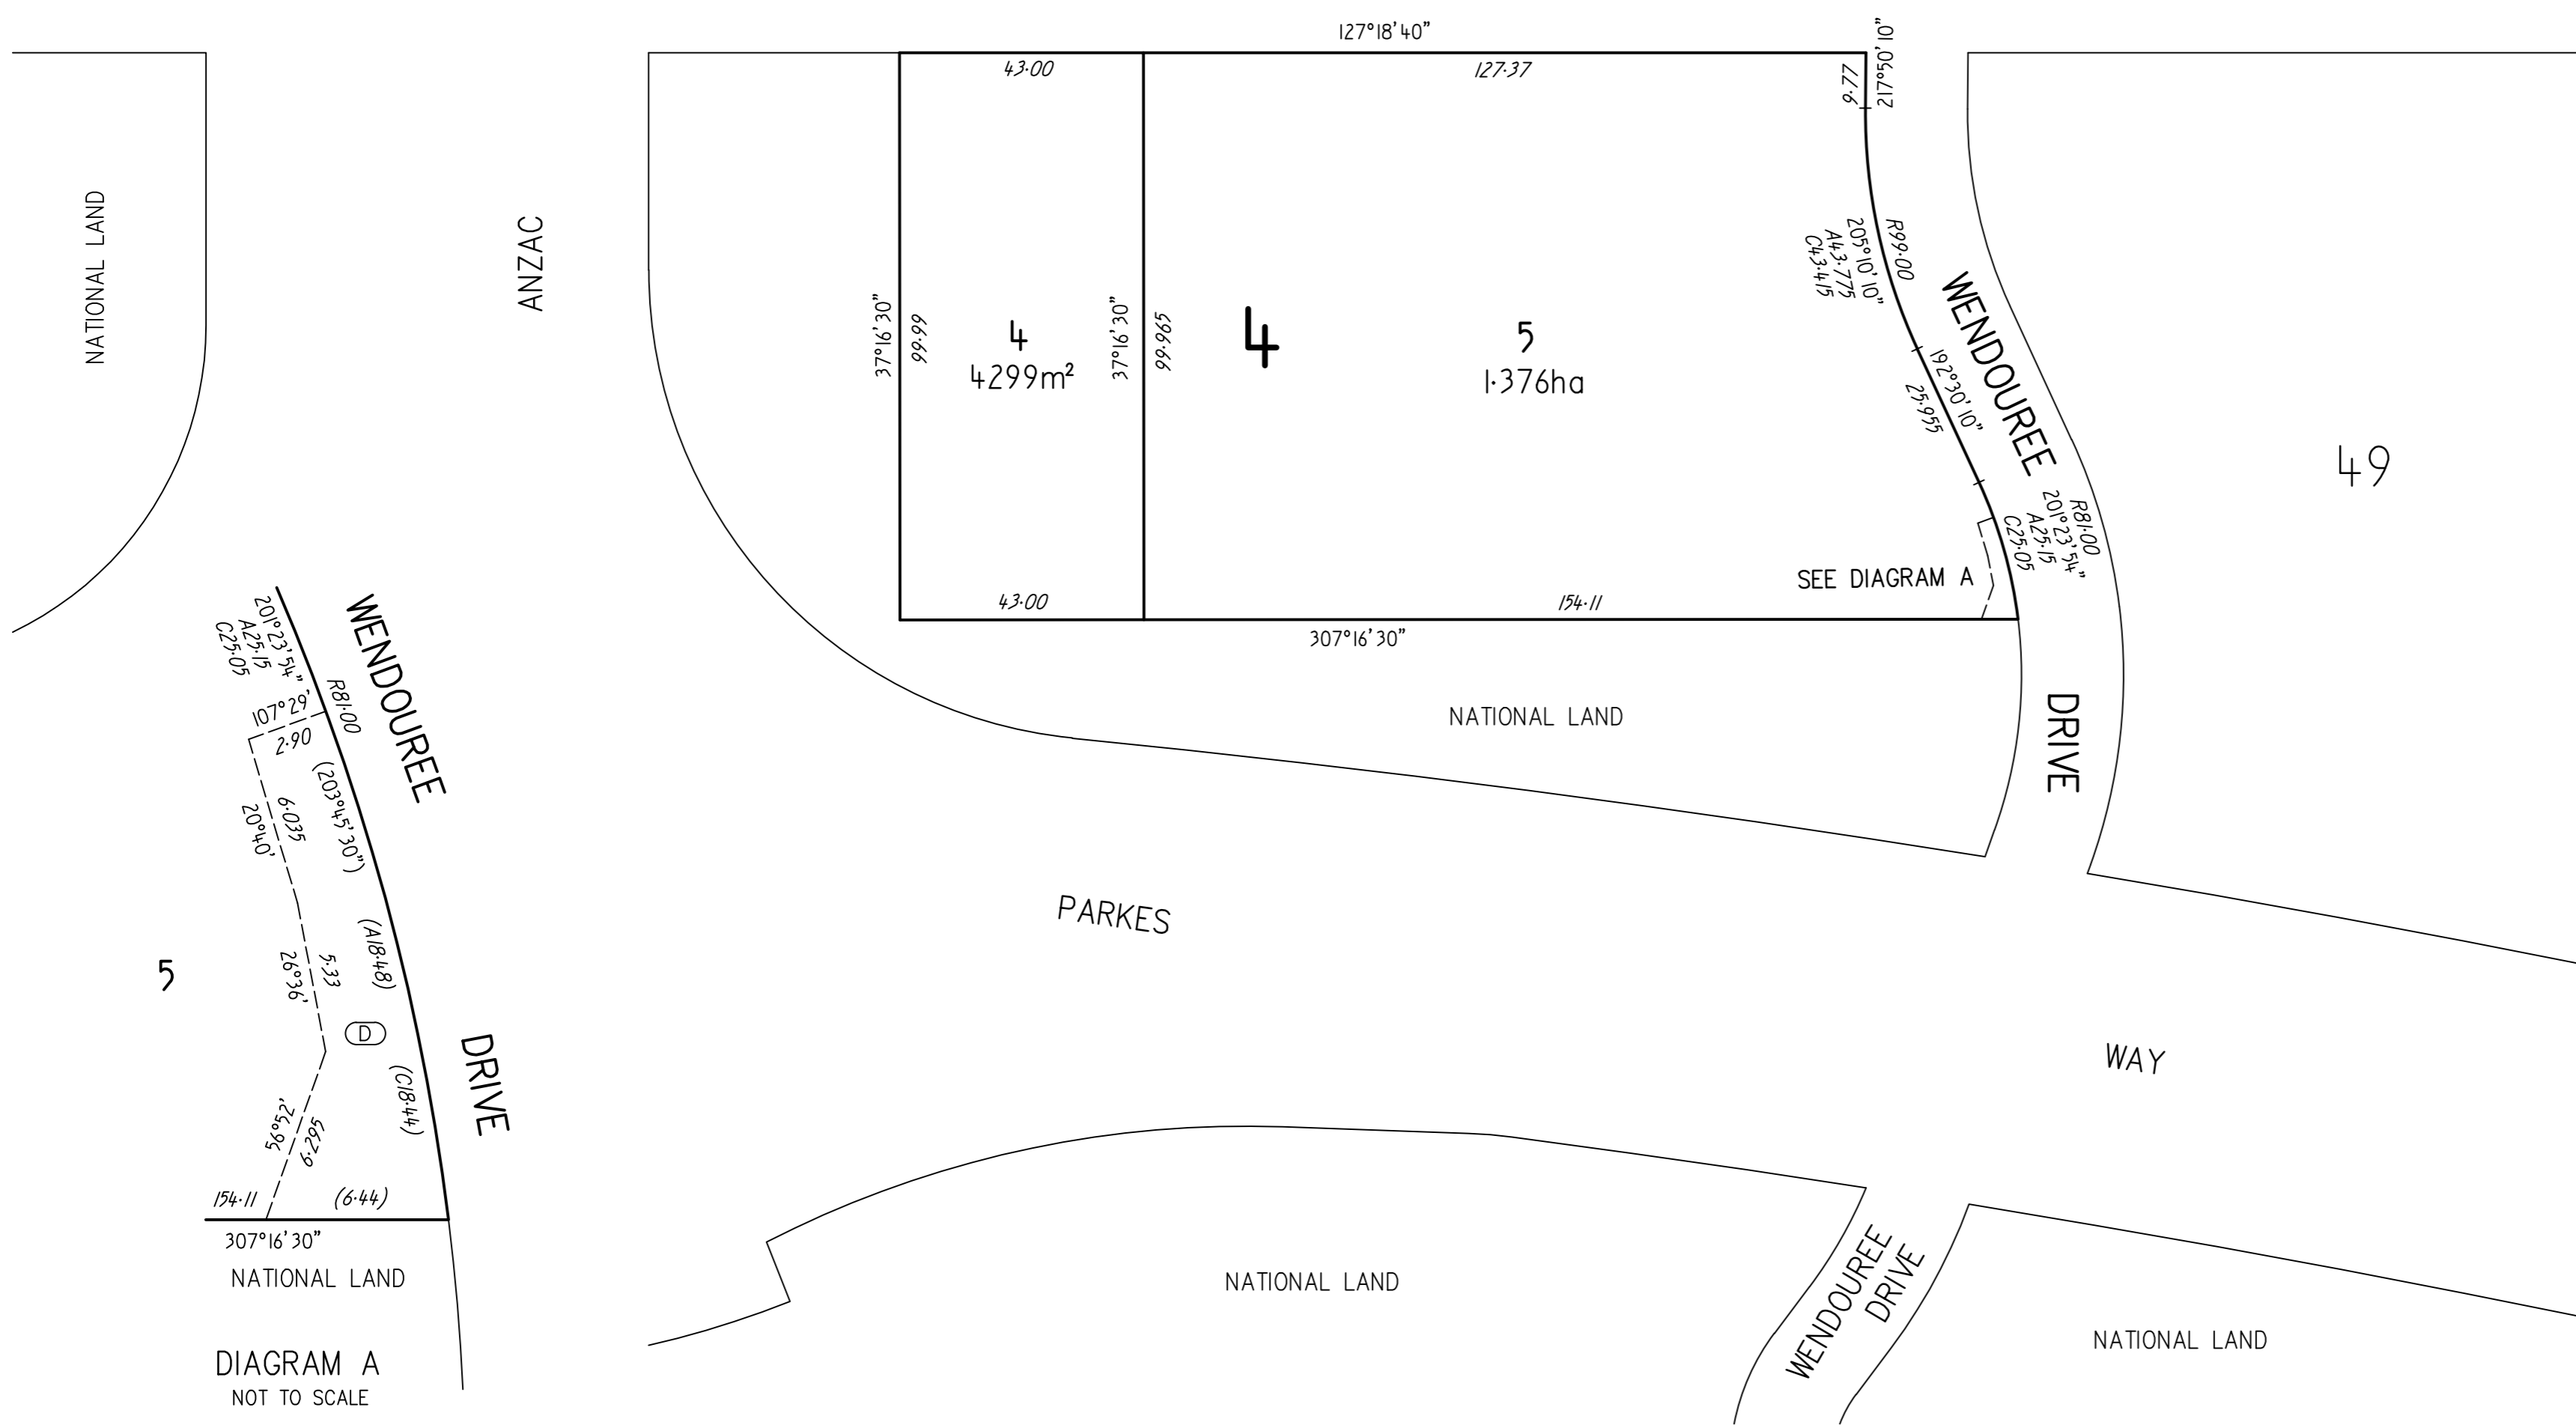 127°18'40"
43·00
127·37
9·77
217°50'10"
NATIONAL LAND
ANZAC
37°16'30"
99·99
4
4299m²
37°16'30"
99·965
4
5
1·376ha
R99·00
205°10'10"
A43·775
C43·415
WENDOUREE
192°30'10"
25·955
49
R81·00
201°23'54"
A25·15
C25·05
SEE DIAGRAM A
43·00
154·11
307°16'30"
NATIONAL LAND
DRIVE
PARKES
WAY
NATIONAL LAND
WENDOUREE
DRIVE
NATIONAL LAND
201°23'54"
A25·15
C25·05
WENDOUREE
R81·00
107°29'
2·90
(203°45'30")
6·035
20°40'
(A18·48)
5·33
26°36'
5
D
DRIVE
(C18·44)
56°52'
6·295
154·11
(6·44)
307°16'30"
NATIONAL LAND
DIAGRAM A
NOT TO SCALE